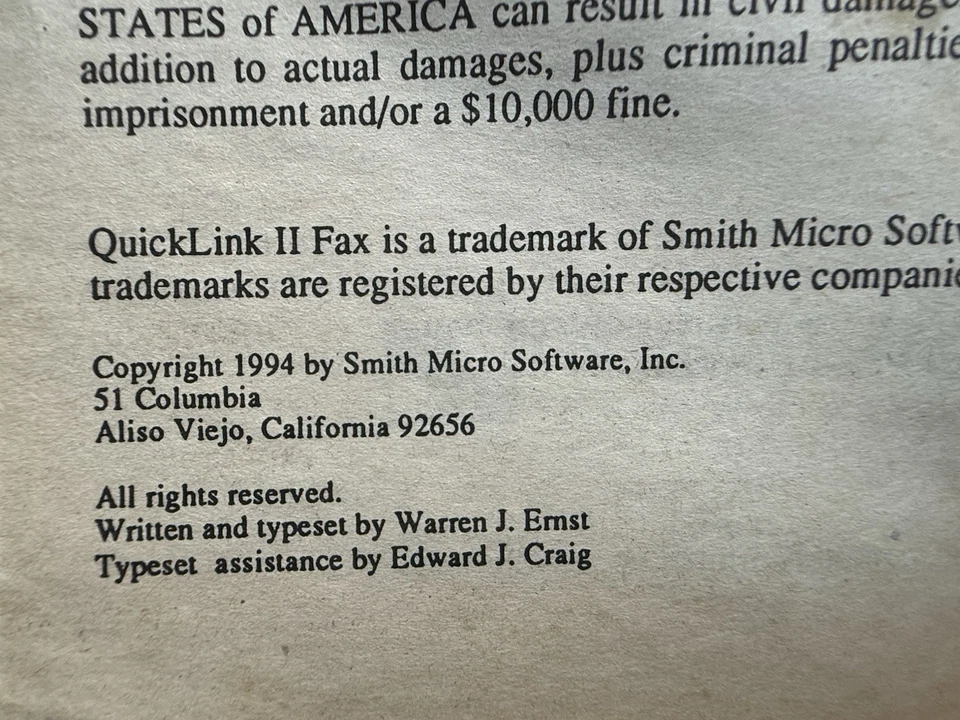 STATES of AMERICA can result in civil
addition to actual damages, plus criminal
imprisonment and/or a $10,000 fine.
QuickLink II Fax is a trademark of Smith Micro
trademarks are registered by their respective
Copyright 1994 by Smith Micro Software, Inc.
51 Columbia
Aliso Viejo, California 92656
All rights reserved.
Written and typeset by Warren J. Ernst
Typeset assistance by Edward J. Craig